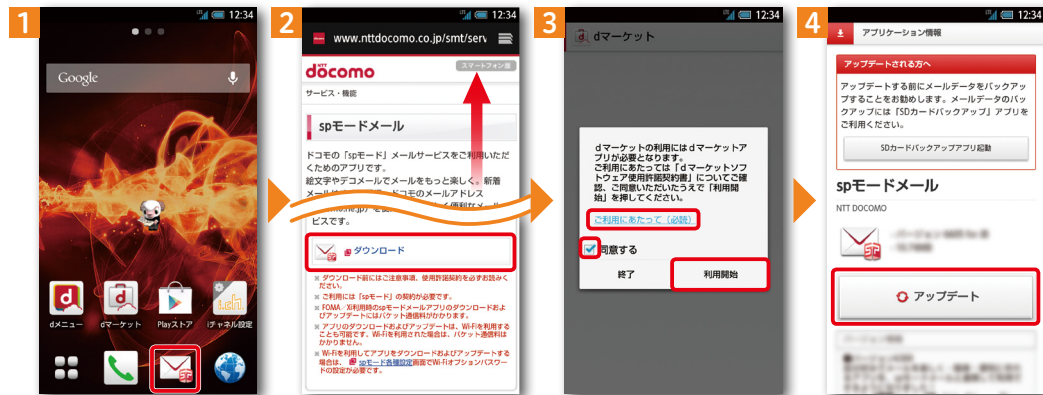 1
12:34
Google
dメニュー
dマーケット
Playストア
iチャネル設定
2
12:34
www.nttdocomo.co.jp/smt/serv
NTT
döcomo
スマートフォン版
サービス・機能
spモードメール
ドコモの「spモード」メールサービスをご利用いただ
くためのアプリです。
絵文字やデコメールでメールをもっと楽しく。新着
ビスです。
ダウンロード
※ ダウンロード前にはご注意事項、使用許諾契約を必ずお読みく
ださい。
※ ご利用には「spモード」の契約が必要です。
※ FOMA／Xi利用時のspモードメールアプリのダウンロードおよ
びアップデートにはパケット通信料がかかります。
※ アプリのダウンロードおよびアップデートは、Wi-Fiを利用する
ことも可能です。Wi-Fiを利用された場合は、パケット通信料は
かかりません。
※ Wi-Fiを利用してアプリをダウンロードおよびアップデートする
場合は、 spモード各種設定画面でWi-Fiオプションパスワー
ドの設定が必要です。
3
12:34
dマーケット
dマーケットの利用にはdマーケットア
プリが必要となります。
ご利用にあたっては「dマーケットソフ
トウェア使用許諾契約書」についてご確
認、ご同意いただいたうえで「利用開
始」を押してください。
ご利用にあたって（必読）
同意する
終了
利用開始
4
12:34
アプリケーション情報
アップデートされる方へ
アップデートする前にメールデータをバックアッ
プすることをお勧めします。メールデータのバッ
クアップには「SDカードバックアップ」アプリを
ご利用ください。
SDカードバックアップアプリ起動
spモードメール
NTT DOCOMO
アップデート